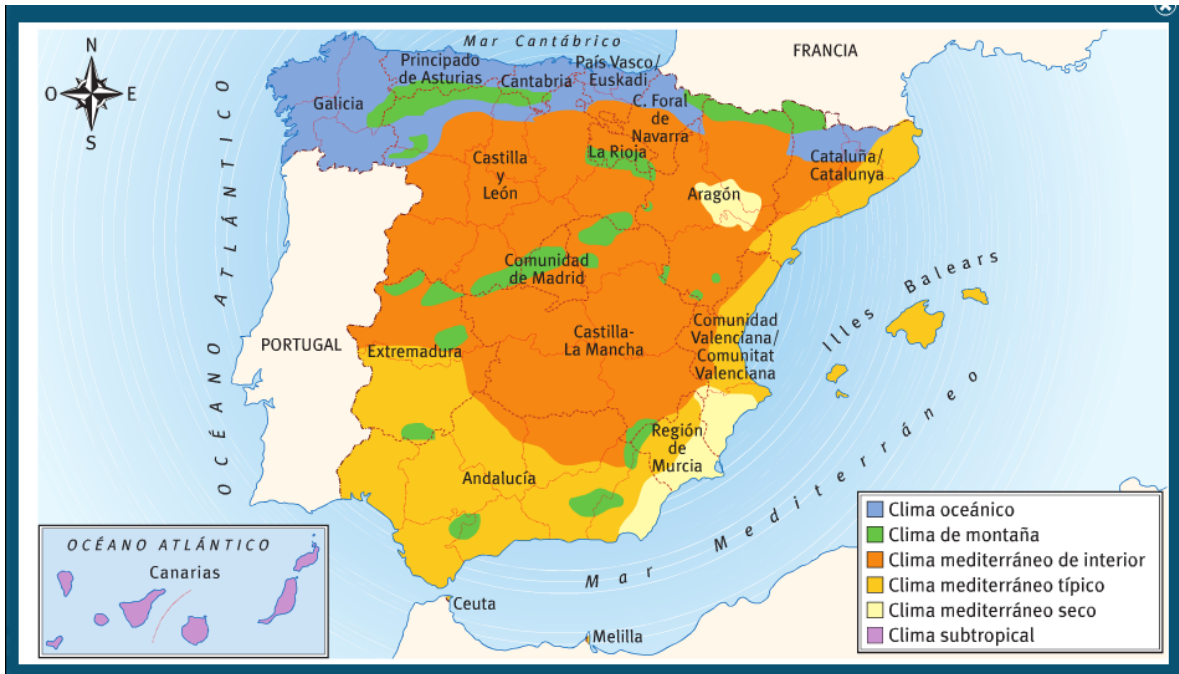 Mar Cantábrico
FRANCIA
N
O
E
S
Principado
de Asturias
Cantabria
País Vasco/
Euskadi
Galicia
C. Foral
de
Navarra
La Rioja
Cataluña/
Catalunya
Castilla
y
León
Aragón
OCÉANO ATLÁNTICO
Comunidad
de Madrid
Illes Balears
PORTUGAL
Extremadura
Castilla-
La Mancha
Comunidad
Valenciana/
Comunitat
Valenciana
Región
de
Murcia
Andalucía
Mar Mediterráneo
OCÉANO ATLÁNTICO
Canarias
Ceuta
Melilla
Clima oceánico
Clima de montaña
Clima mediterráneo de interior
Clima mediterráneo típico
Clima mediterráneo seco
Clima subtropical